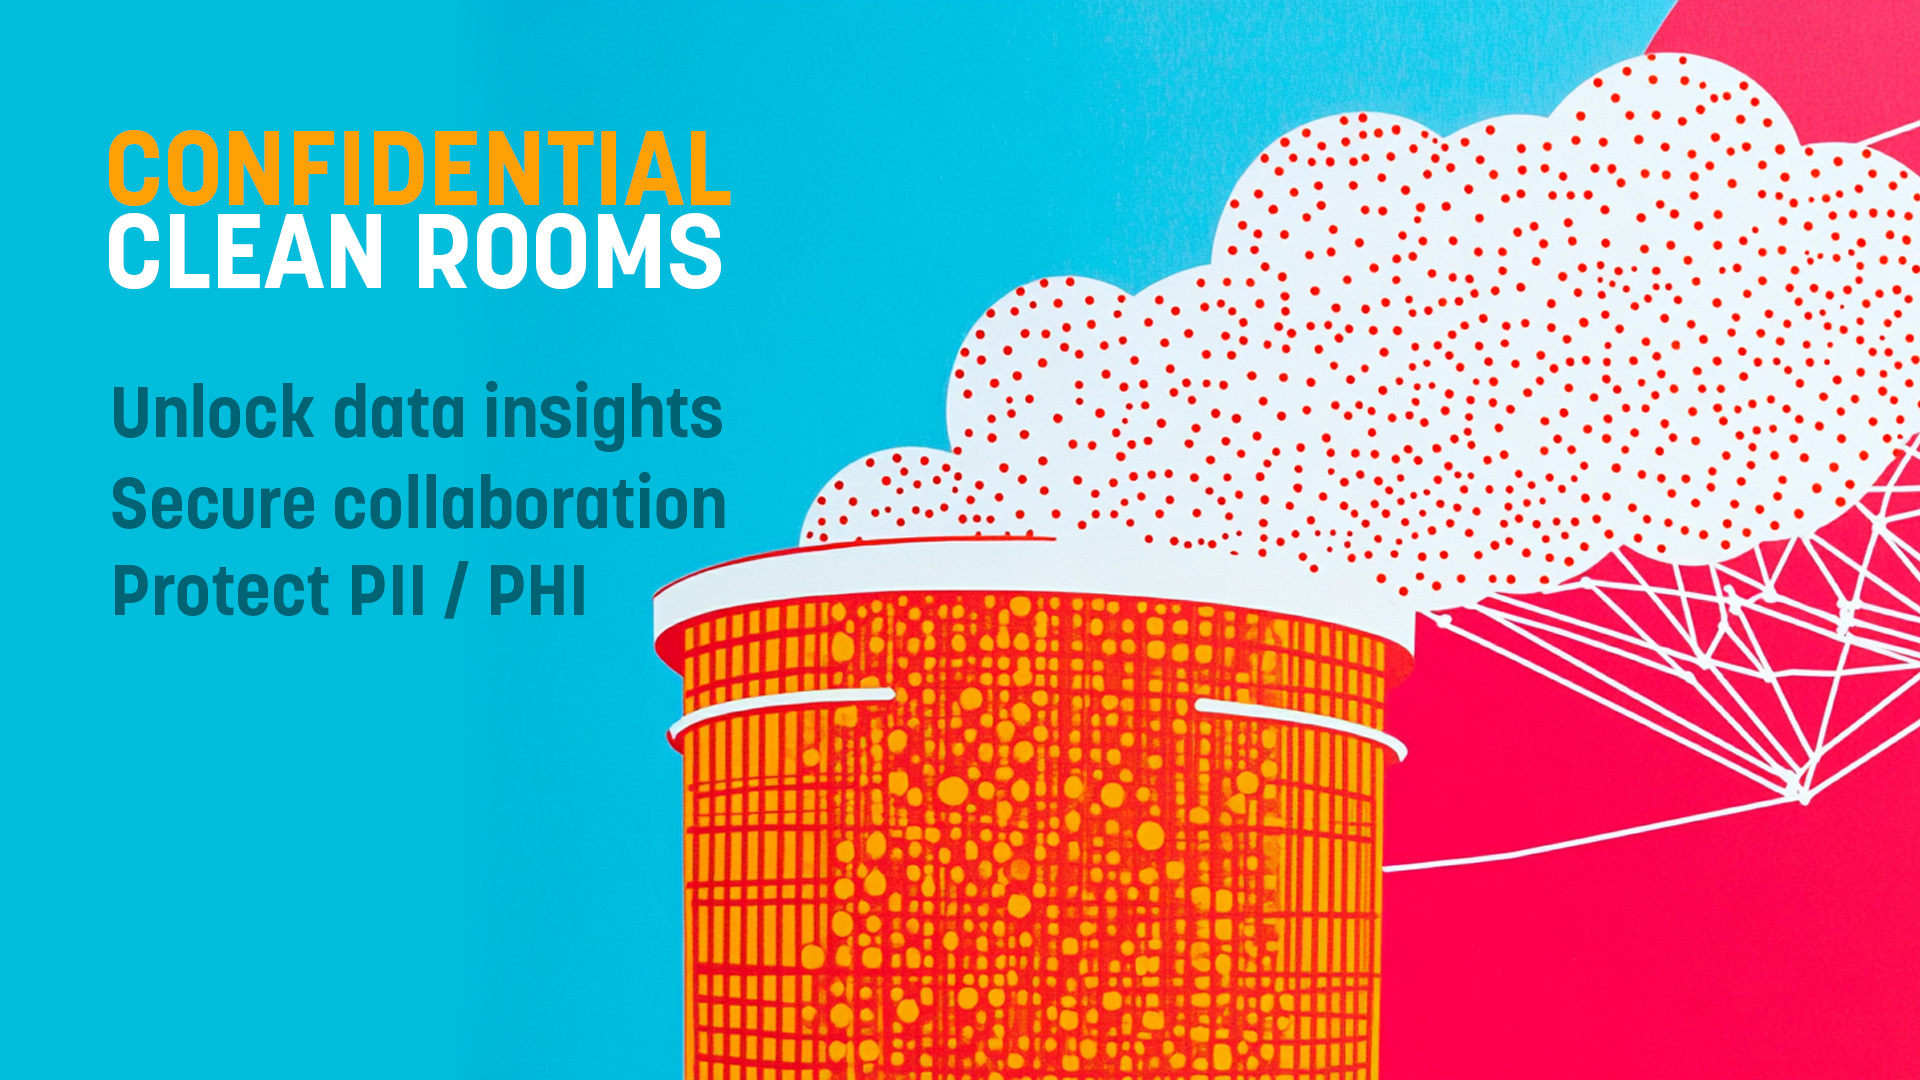 CONFIDENTIAL
CLEAN ROOMS
Unlock data insights
Secure collaboration
Protect PII / PHI